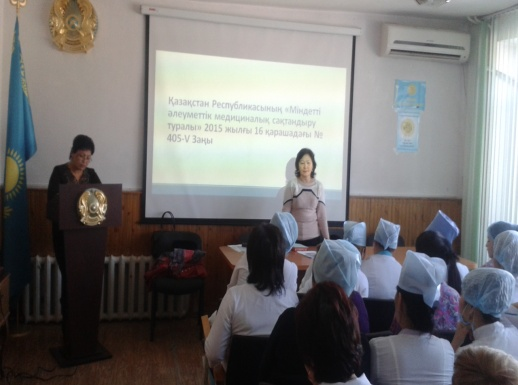 Қазақстан Республикасының «Міндетті
әлеуметтік медициналық сақтандыру
туралы» 2015 жылғы 16 қарашадағы №
405-V Заңы